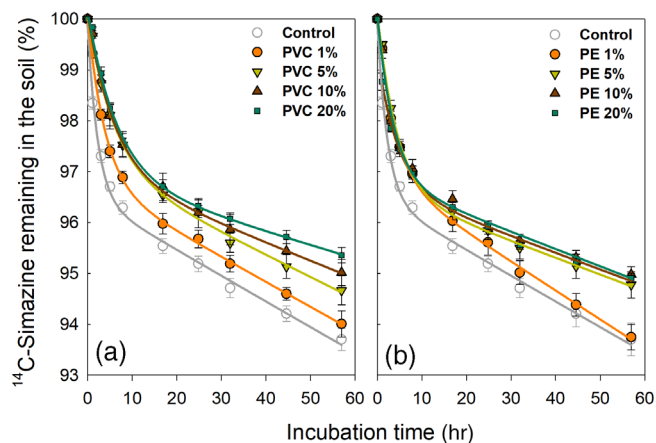 ¹⁴C-Simazine remaining in the soil (%)
100
99
98
97
96
95
94
93
Control
PVC 1%
PVC 5%
PVC 10%
PVC 20%
(a)
0 10 20 30 40 50 60
Control
PE 1%
PE 5%
PE 10%
PE 20%
(b)
0 10 20 30 40 50 60
Incubation time (hr)